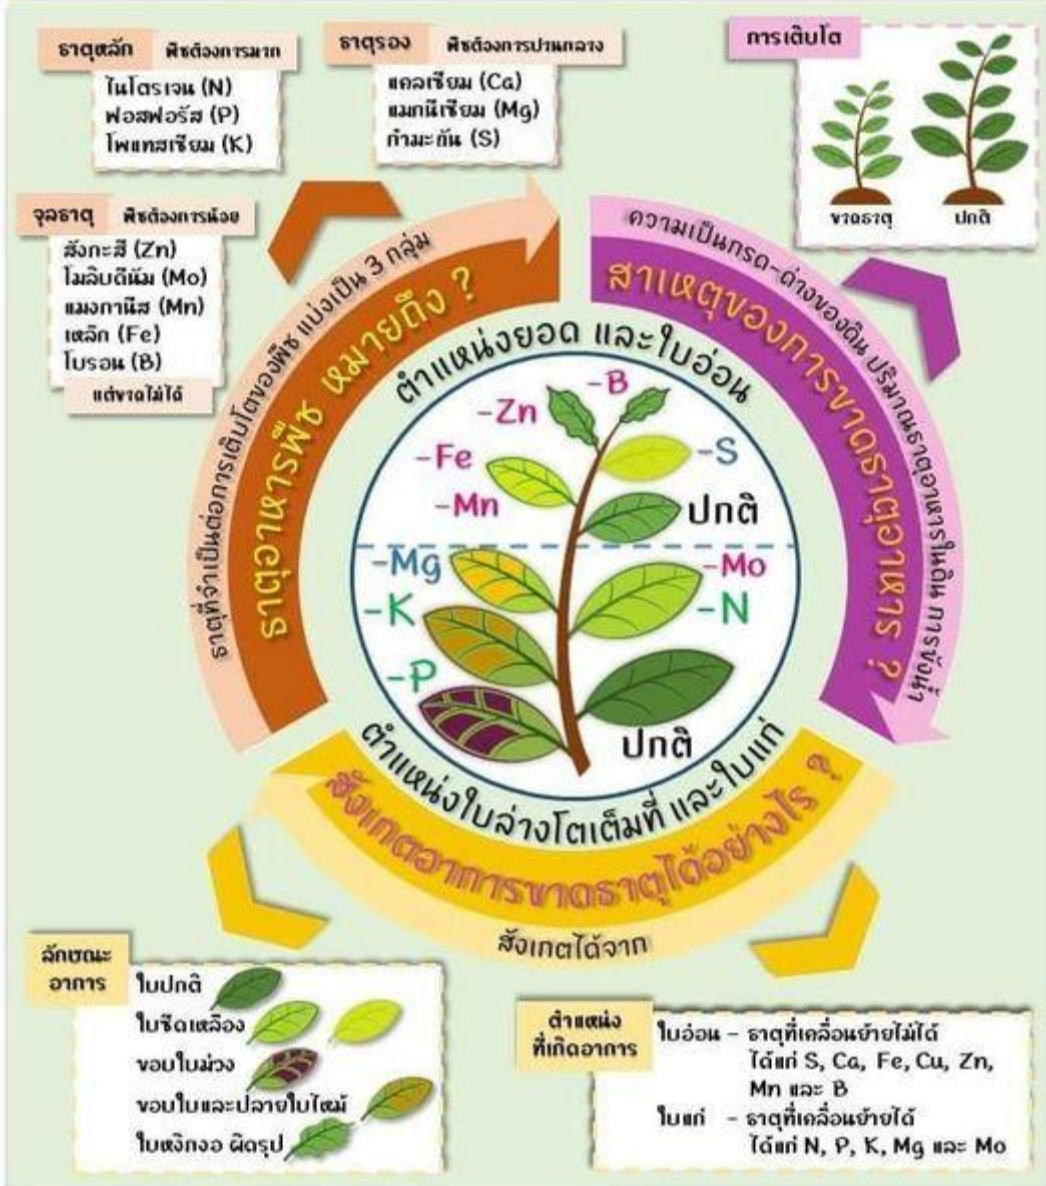 ธาตุหลัก พืชต้องการมาก
ไนโตรเจน (N)
ฟอสฟอรัส (P)
โพแทสเซียม (K)
ธาตุรอง พืชต้องการปานกลาง
แคลเซียม (Ca)
แมกนีเซียม (Mg)
กำมะถัน (S)
การเติบโต
ขาดธาตุ
ปกติ
จุลธาตุ พืชต้องการน้อย
สังกะสี (Zn)
โมลิบดินัม (Mo)
แมงกานีส (Mn)
เหล็ก (Fe)
โบรอน (B)
แต่ขาดไม่ได้
ธาตุที่จำเป็นต่อการเติบโตของพืช แบ่งเป็น 3 กลุ่ม
ธาตุอาหารพืช หมายถึง ?
ความเป็นกรด-ด่างของดิน ปริมาณธาตุอาหารในดิน การขังน้ำ
สาเหตุของการขาดธาตุอาหาร ?
ตำแหน่งยอด และใบอ่อน
-B
-Zn
-S
-Fe
-Mn
ปกติ
-Mg
-Mo
-K
-N
-P
ปกติ
ตำแหน่งใบล่างโตเต็มที่ และใบแก่
สังเกตอาการขาดธาตุได้อย่างไร ?
สังเกตได้จาก
ลักษณะ
อาการ
ใบปกติ
ใบซีดเหลือง
ขอบใบม่วง
ขอบใบและปลายใบไหม้
ใบหงิกงอ ผิดรูป
ตำแหน่ง
ที่เกิดอาการ
ใบอ่อน - ธาตุที่เคลื่อนย้ายไม่ได้
ได้แก่ S, Ca, Fe, Cu, Zn,
Mn และ B
ใบแก่ - ธาตุที่เคลื่อนย้ายได้
ได้แก่ N, P, K, Mg และ Mo